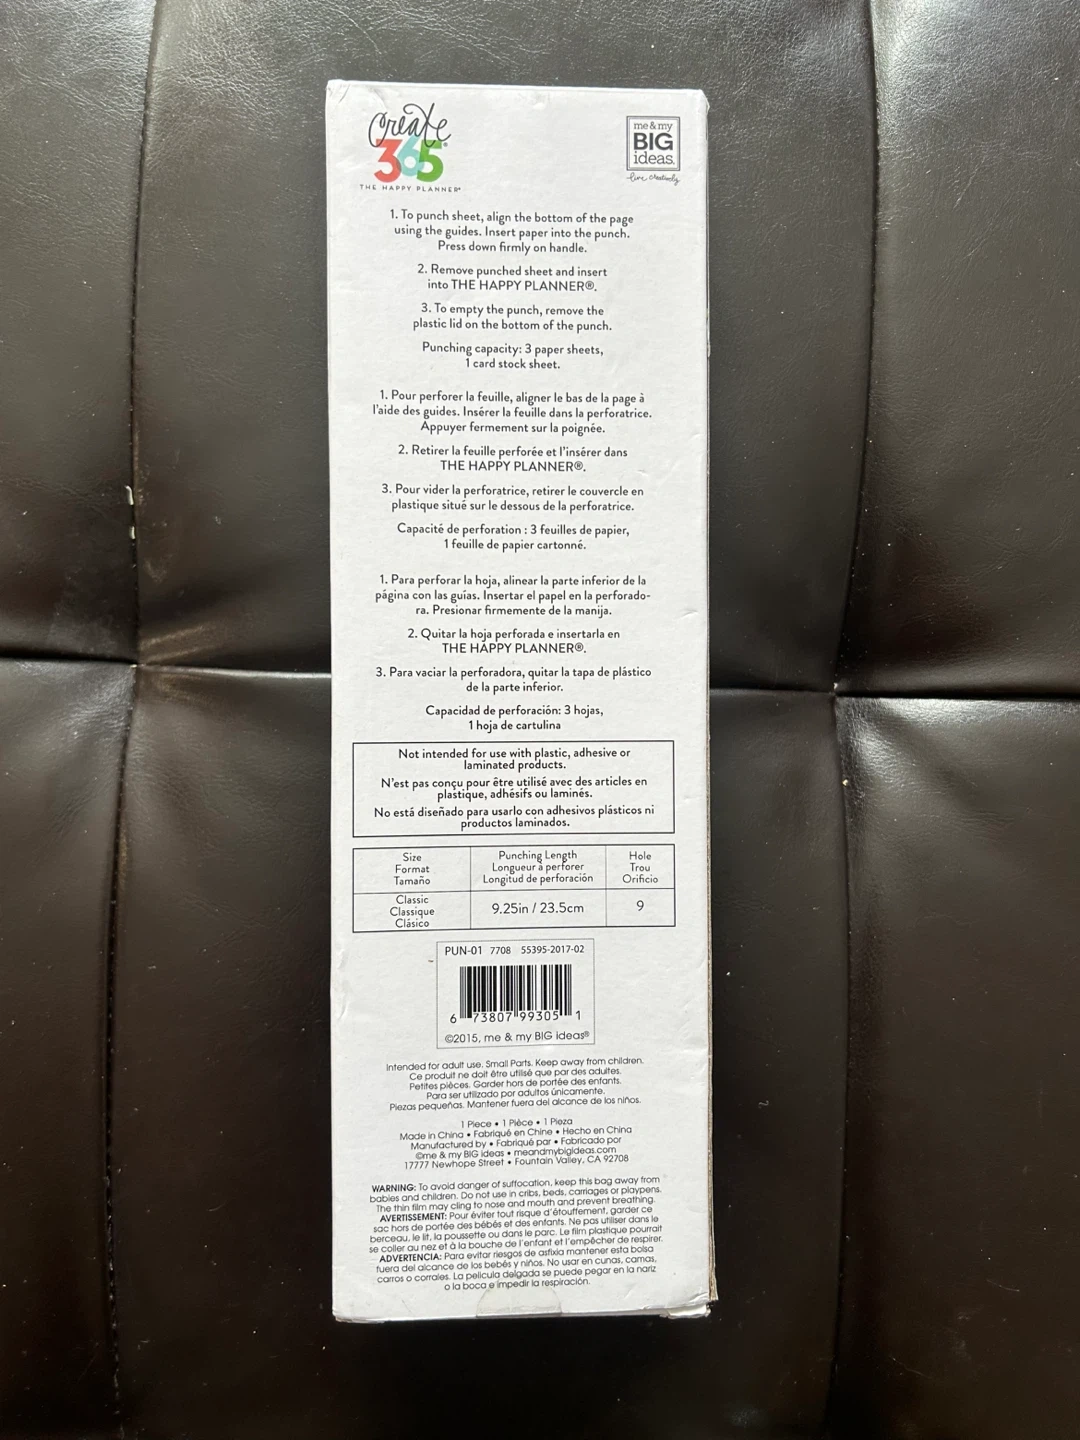 Create
365®
THE HAPPY PLANNER®
me & my
BIG
ideas.
live creatively
1. To punch sheet, align the bottom of the page
using the guides. Insert paper into the punch.
Press down firmly on handle.
2. Remove punched sheet and insert
into THE HAPPY PLANNER®.
3. To empty the punch, remove the
plastic lid on the bottom of the punch.
Punching capacity: 3 paper sheets,
1 card stock sheet.
1. Pour perforer la feuille, aligner le bas de la page à
l'aide des guides. Insérer la feuille dans la perforatrice.
Appuyer fermement sur la poignée.
2. Retirer la feuille perforée et l'insérer dans
THE HAPPY PLANNER®.
3. Pour vider la perforatrice, retirer le couvercle en
plastique situé sur le dessous de la perforatrice.
Capacité de perforation : 3 feuilles de papier,
1 feuille de papier cartonné.
1. Para perforar la hoja, alinear la parte inferior de la
página con las guías. Insertar el papel en la perforado-
ra. Presionar firmemente de la manija.
2. Quitar la hoja perforada e insertarla en
THE HAPPY PLANNER®.
3. Para vaciar la perforadora, quitar la tapa de plástico
de la parte inferior.
Capacidad de perforación: 3 hojas,
1 hoja de cartulina
Not intended for use with plastic, adhesive or
laminated products.
N'est pas conçu pour être utilisé avec des articles en
plastique, adhésifs ou laminés.
No está diseñado para usarlo con adhesivos plásticos ni
productos laminados.
Size
Format
Tamaño
Punching Length
Longueur à perforer
Longitud de perforación
Hole
Trou
Orificio
Classic
Classique
Clásico
9.25in / 23.5cm
9
PUN-01 7708 55395-2017-02
6 73807 99305 1
©2015, me & my BIG ideas®
Intended for adult use. Small Parts. Keep away from children.
Ce produit ne doit être utilisé que par des adultes.
Petites pièces. Garder hors de portée des enfants.
Para ser utilizado por adultos únicamente.
Piezas pequeñas. Mantener fuera del alcance de los niños.
1 Piece • 1 Pièce • 1 Pieza
Made in China • Fabriqué en Chine • Hecho en China
Manufactured by • Fabriqué par • Fabricado por
©me & my BIG ideas • meandmybigideas.com
17777 Newhope Street • Fountain Valley, CA 92708
WARNING: To avoid danger of suffocation, keep this bag away from
babies and children. Do not use in cribs, beds, carriages or playpens.
The thin film may cling to nose and mouth and prevent breathing.
AVERTISSEMENT: Pour éviter tout risque d'étouffement, garder ce
sac hors de portée des bébés et des enfants. Ne pas utiliser dans le
berceau, le lit, la poussette ou dans le parc. Le film plastique pourrait
se coller au nez et à la bouche de l'enfant et l'empêcher de respirer.
ADVERTENCIA: Para evitar riesgos de asfixia mantener esta bolsa
fuera del alcance de los bebés y niños. No usar en cunas, camas,
carros o corrales. La película delgada se puede pegar en la nariz
o la boca e impedir la respiración.